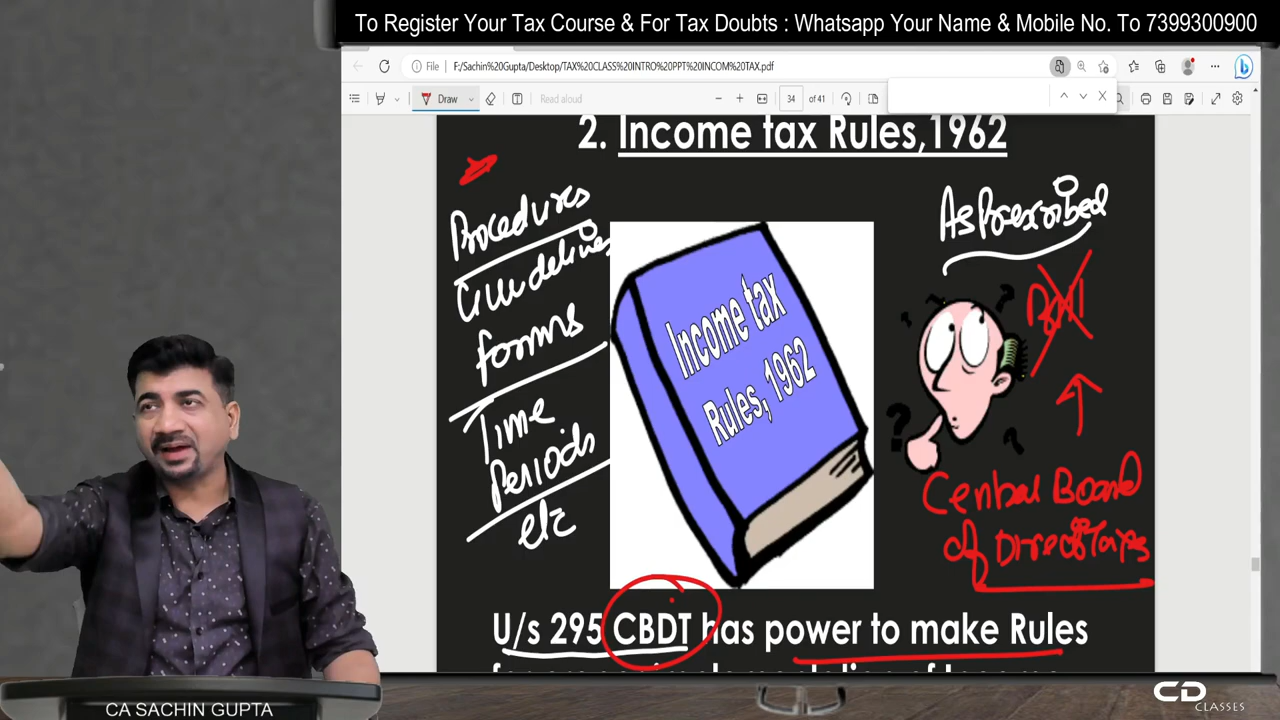 To Register Your Tax Course & For Tax Doubts : Whatsapp Your Name & Mobile No. To 7399300900
File F:/Sachin%20Gupta/Desktop/TAX%20CLASS%20INTRO%20PPT%20INCOM%20TAX.pdf
Draw Read aloud 34 of 41
2. Income tax Rules,1962
Procedures
Guidelines
forms
Time
Periods
etc
Income tax
Rules, 1962
As Prescribed
Central Board
of Direct Taxes
U/s 295 CBDT has power to make Rules
CA SACHIN GUPTA
CD
CLASSES